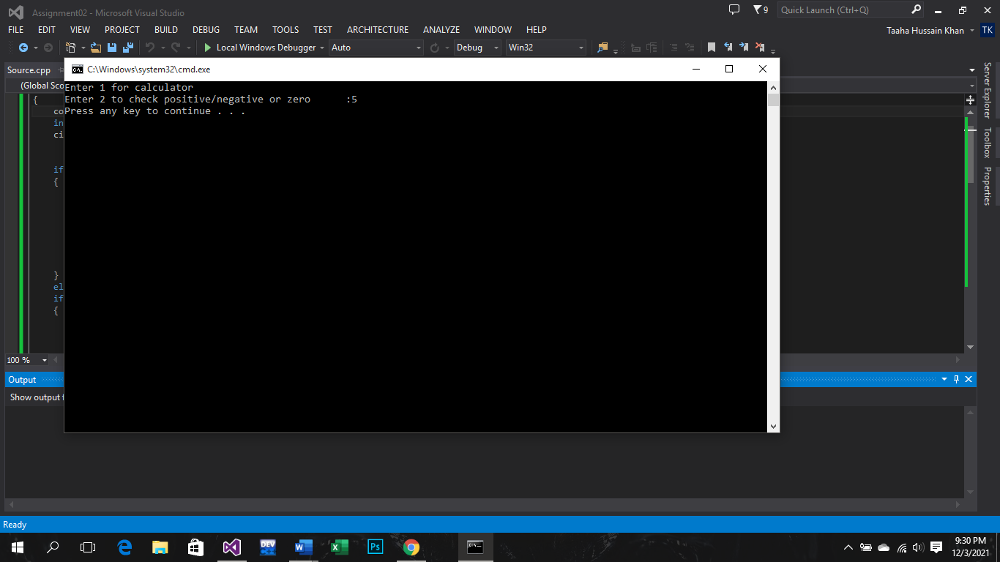 Assignment02 - Microsoft Visual Studio
9
Quick Launch (Ctrl+Q)
FILE EDIT VIEW PROJECT BUILD DEBUG TEAM TOOLS TEST ARCHITECTURE ANALYZE WINDOW HELP
Taaha Hussain Khan TK
Local Windows Debugger Auto Debug Win32
Source.cpp
C:\Windows\system32\cmd.exe
(Global Sco
Enter 1 for calculator
Enter 2 to check positive/negative or zero :5
Press any key to continue . . .
{
co
in
ci
if
{
}
el
if
{
Server Explorer
Toolbox
Properties
100 %
Output
Show output f
Ready
DEV
C++
Ps
9:30 PM
12/3/2021